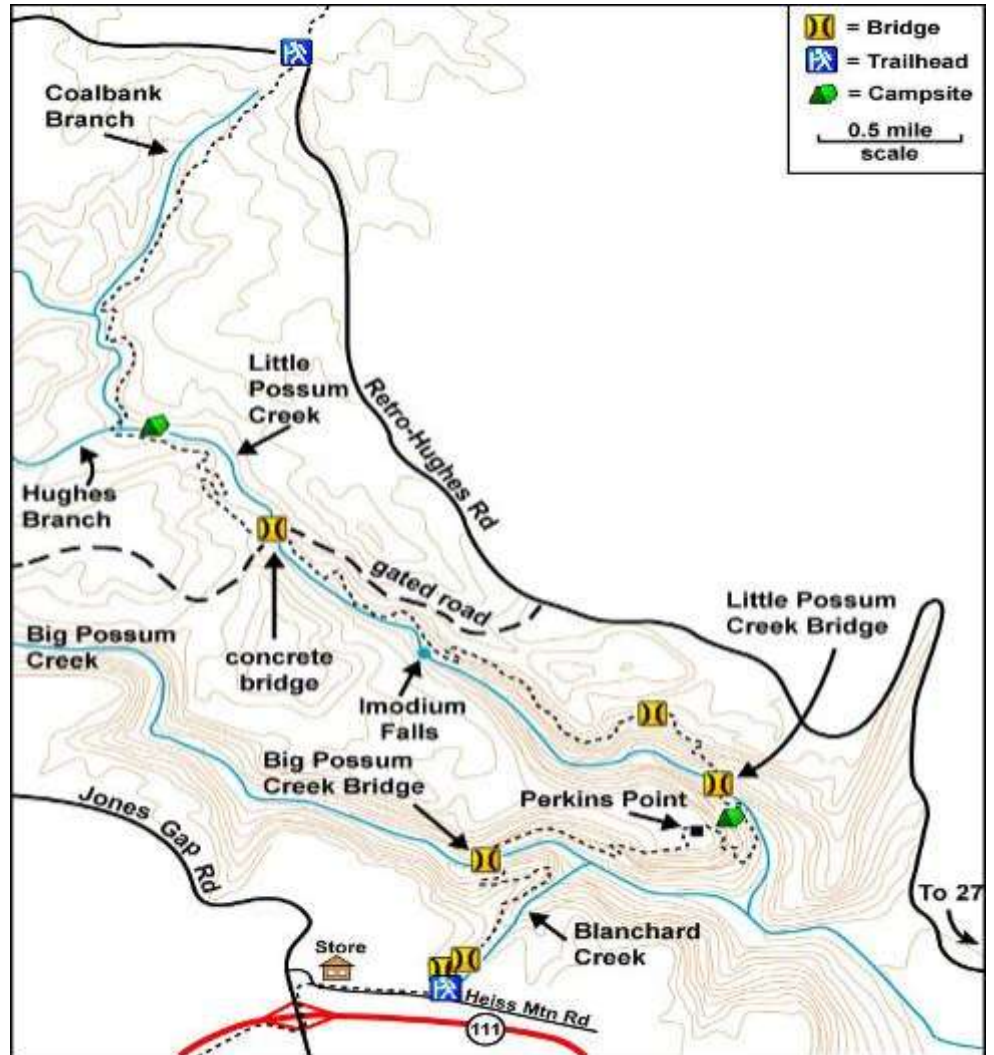 = Bridge
= Trailhead
= Campsite
0.5 mile
scale
Coalbank
Branch
Little
Possum
Creek
Retro-Hughes Rd
Hughes
Branch
gated road
Little Possum
Creek Bridge
Big Possum
Creek
concrete
bridge
Imodium
Falls
Big Possum
Creek Bridge
Perkins Point
Jones Gap Rd
To 27
Blanchard
Creek
Store
Heiss Mtn Rd
111